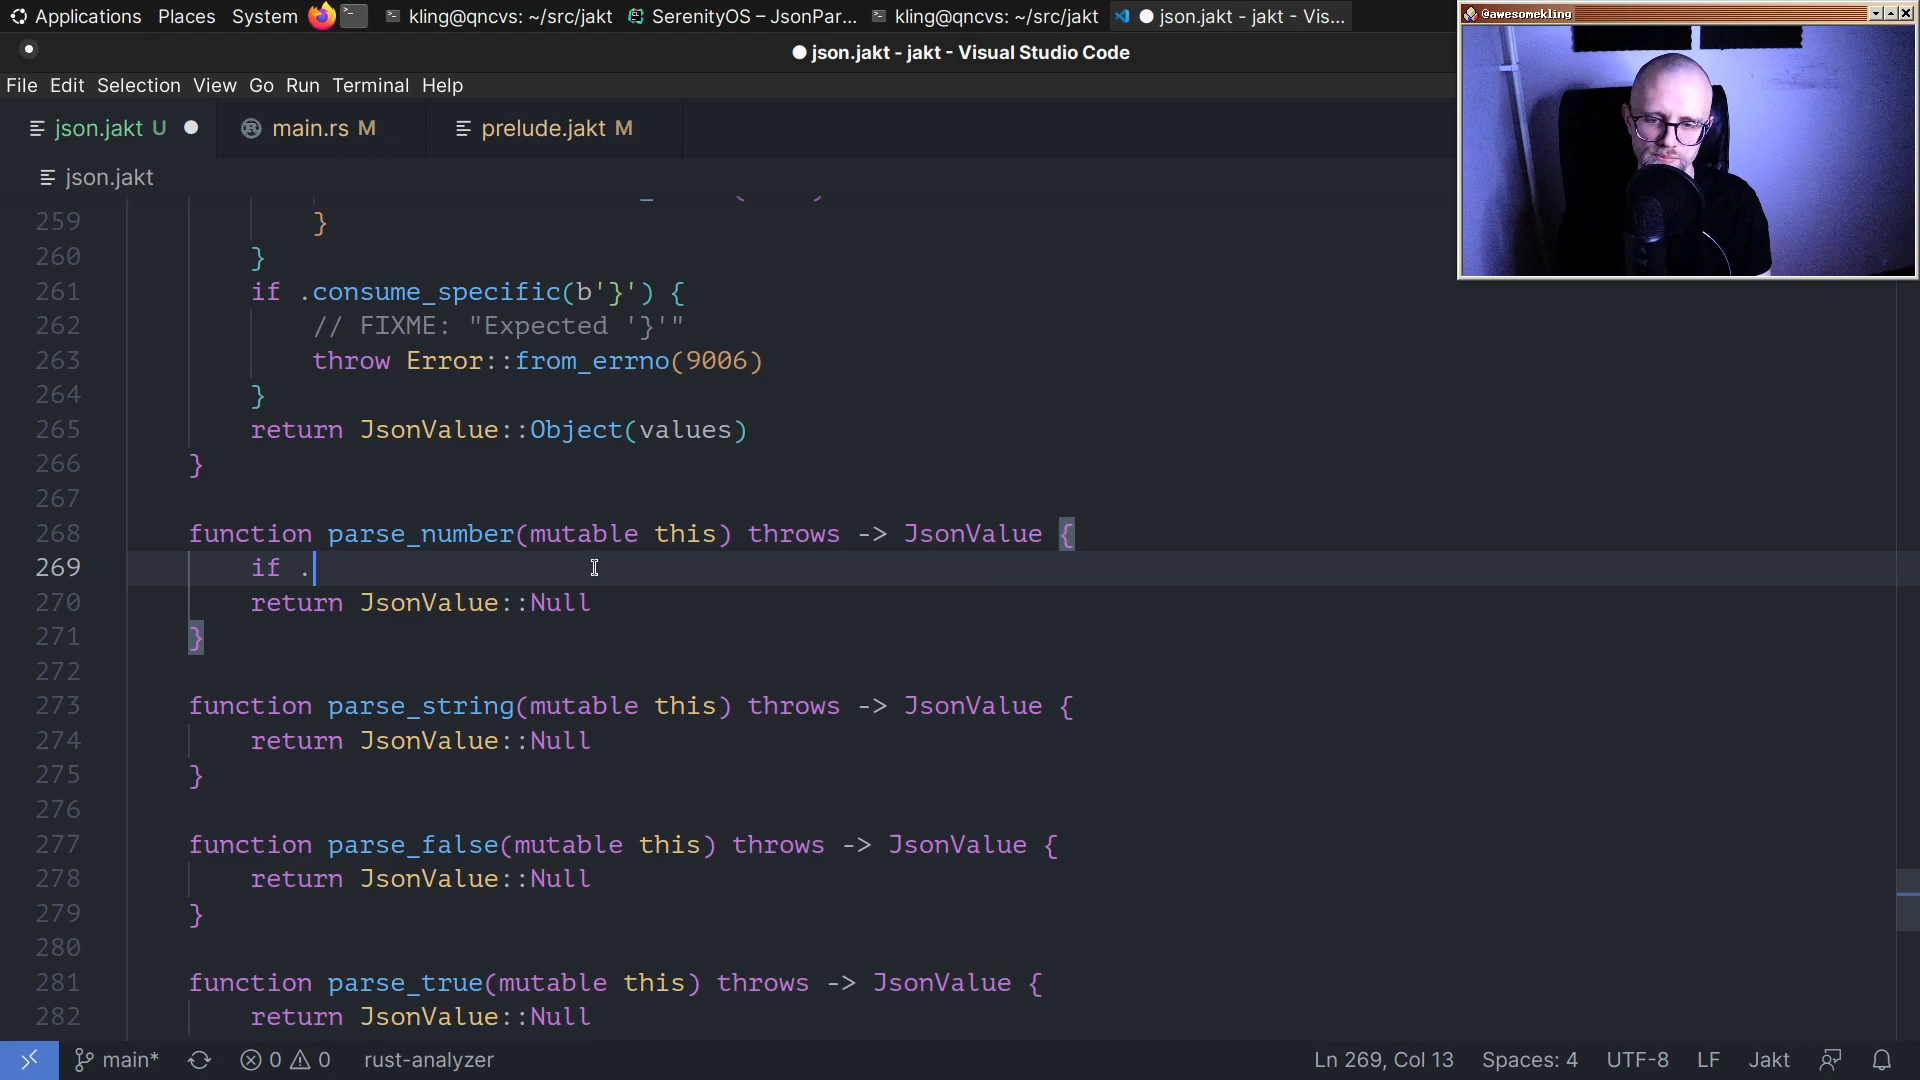 Applications Places System kling@qncvs: ~/src/jakt SerenityOS – JsonPar... kling@qncvs: ~/src/jakt ● json.jakt - jakt - Vis...
@awesomekling
● json.jakt - jakt - Visual Studio Code
File Edit Selection View Go Run Terminal Help
json.jakt U ● main.rs M prelude.jakt M
json.jakt
259 }
260 }
261 if .consume_specific(b'}') {
262 // FIXME: "Expected '}'"
263 throw Error::from_errno(9006)
264 }
265 return JsonValue::Object(values)
266 }
267
268 function parse_number(mutable this) throws -> JsonValue {
269 if .
270 return JsonValue::Null
271 }
272
273 function parse_string(mutable this) throws -> JsonValue {
274 return JsonValue::Null
275 }
276
277 function parse_false(mutable this) throws -> JsonValue {
278 return JsonValue::Null
279 }
280
281 function parse_true(mutable this) throws -> JsonValue {
282 return JsonValue::Null
main* 0 0 rust-analyzer Ln 269, Col 13 Spaces: 4 UTF-8 LF Jakt